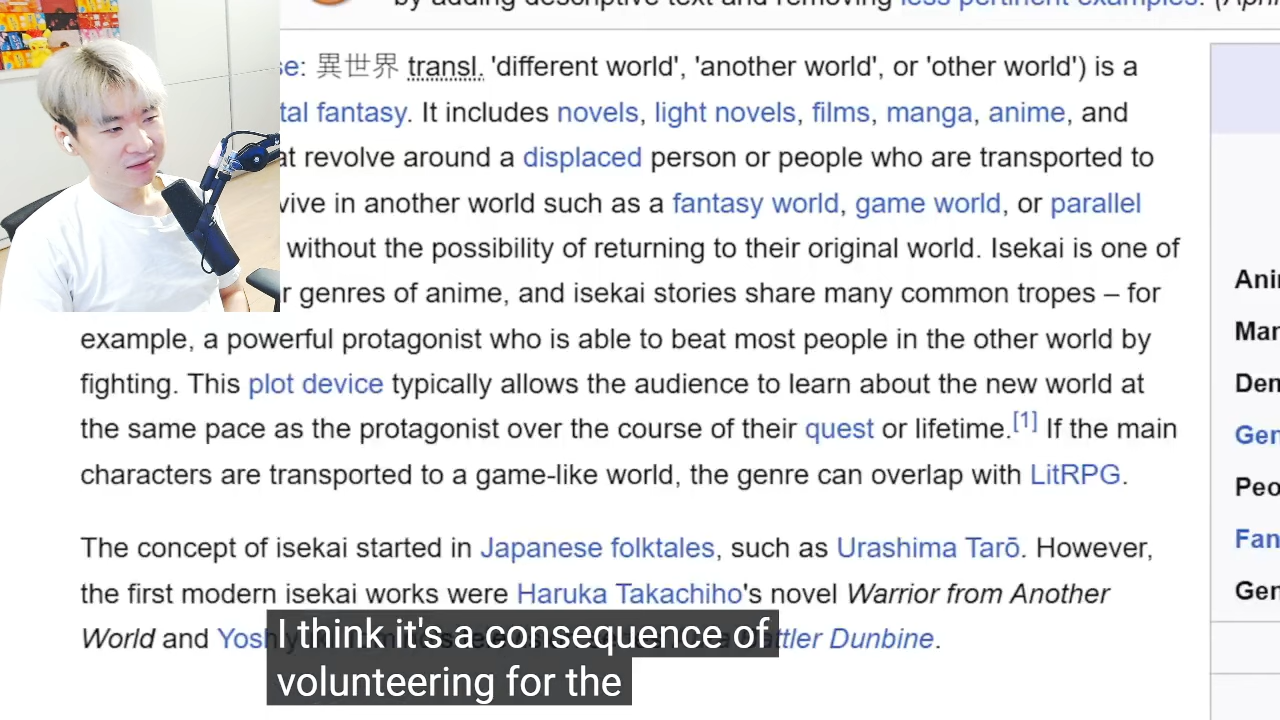 by adding descriptive text and removing less pertinent examples. (Apri
se: 異世界 transl. 'different world', 'another world', or 'other world') is a
tal fantasy. It includes novels, light novels, films, manga, anime, and
at revolve around a displaced person or people who are transported to
vive in another world such as a fantasy world, game world, or parallel
without the possibility of returning to their original world. Isekai is one of
r genres of anime, and isekai stories share many common tropes – for
example, a powerful protagonist who is able to beat most people in the other world by
fighting. This plot device typically allows the audience to learn about the new world at
the same pace as the protagonist over the course of their quest or lifetime.[1] If the main
characters are transported to a game-like world, the genre can overlap with LitRPG.
The concept of isekai started in Japanese folktales, such as Urashima Tarō. However,
the first modern isekai works were Haruka Takachiho's novel Warrior from Another
World and Yosh ttler Dunbine.
I think it's a consequence of
volunteering for the
Ani
Man
Den
Gen
Peo
Fan
Gen